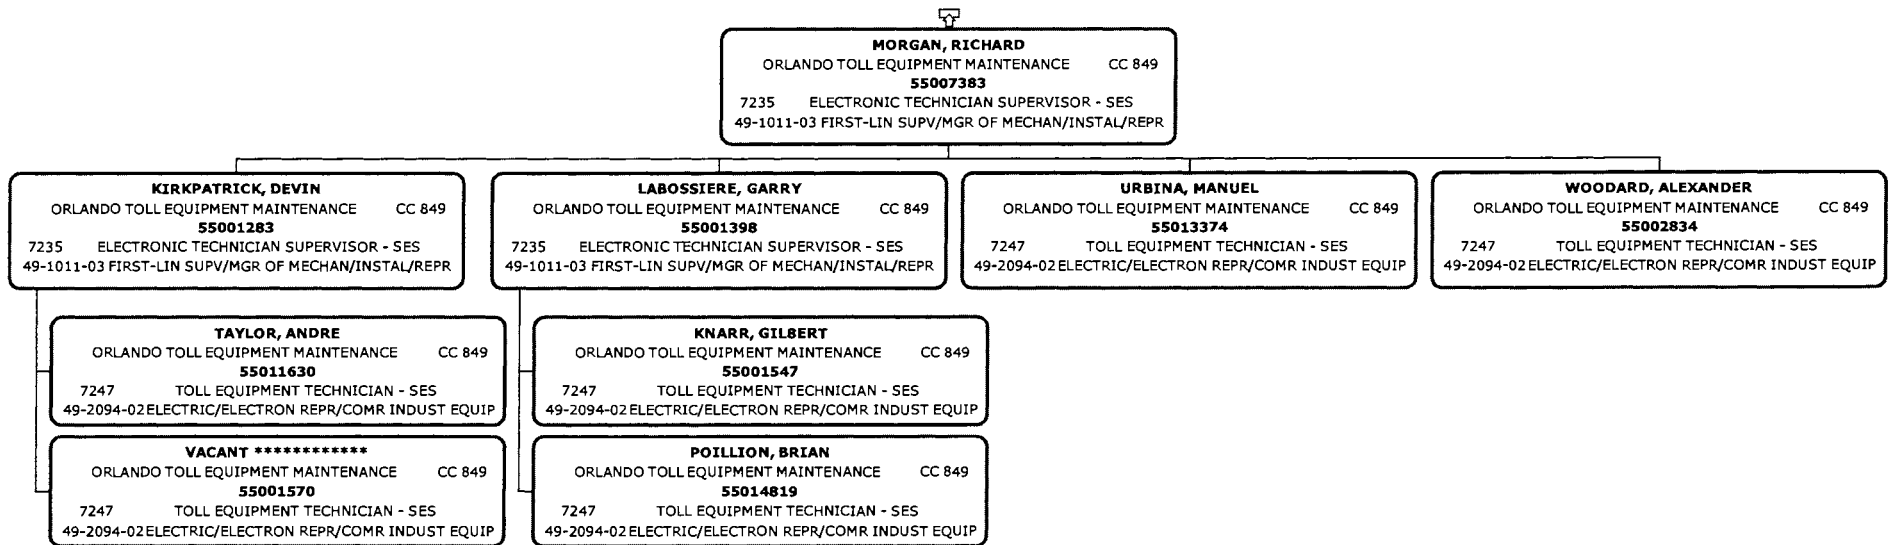 MORGAN, RICHARD
ORLANDO TOLL EQUIPMENT MAINTENANCE CC 849
55007383
7235 ELECTRONIC TECHNICIAN SUPERVISOR - SES
49-1011-03 FIRST-LIN SUPV/MGR OF MECHAN/INSTAL/REPR
KIRKPATRICK, DEVIN
ORLANDO TOLL EQUIPMENT MAINTENANCE CC 849
55001283
7235 ELECTRONIC TECHNICIAN SUPERVISOR - SES
49-1011-03 FIRST-LIN SUPV/MGR OF MECHAN/INSTAL/REPR
LABOSSIERE, GARRY
ORLANDO TOLL EQUIPMENT MAINTENANCE CC 849
55001398
7235 ELECTRONIC TECHNICIAN SUPERVISOR - SES
49-1011-03 FIRST-LIN SUPV/MGR OF MECHAN/INSTAL/REPR
URBINA, MANUEL
ORLANDO TOLL EQUIPMENT MAINTENANCE CC 849
55013374
7247 TOLL EQUIPMENT TECHNICIAN - SES
49-2094-02 ELECTRIC/ELECTRON REPR/COMR INDUST EQUIP
WOODARD, ALEXANDER
ORLANDO TOLL EQUIPMENT MAINTENANCE CC 849
55002834
7247 TOLL EQUIPMENT TECHNICIAN - SES
49-2094-02 ELECTRIC/ELECTRON REPR/COMR INDUST EQUIP
TAYLOR, ANDRE
ORLANDO TOLL EQUIPMENT MAINTENANCE CC 849
55011630
7247 TOLL EQUIPMENT TECHNICIAN - SES
49-2094-02 ELECTRIC/ELECTRON REPR/COMR INDUST EQUIP
KNARR, GILBERT
ORLANDO TOLL EQUIPMENT MAINTENANCE CC 849
55001547
7247 TOLL EQUIPMENT TECHNICIAN - SES
49-2094-02 ELECTRIC/ELECTRON REPR/COMR INDUST EQUIP
VACANT ************
ORLANDO TOLL EQUIPMENT MAINTENANCE CC 849
55001570
7247 TOLL EQUIPMENT TECHNICIAN - SES
49-2094-02 ELECTRIC/ELECTRON REPR/COMR INDUST EQUIP
POILLION, BRIAN
ORLANDO TOLL EQUIPMENT MAINTENANCE CC 849
55014819
7247 TOLL EQUIPMENT TECHNICIAN - SES
49-2094-02 ELECTRIC/ELECTRON REPR/COMR INDUST EQUIP